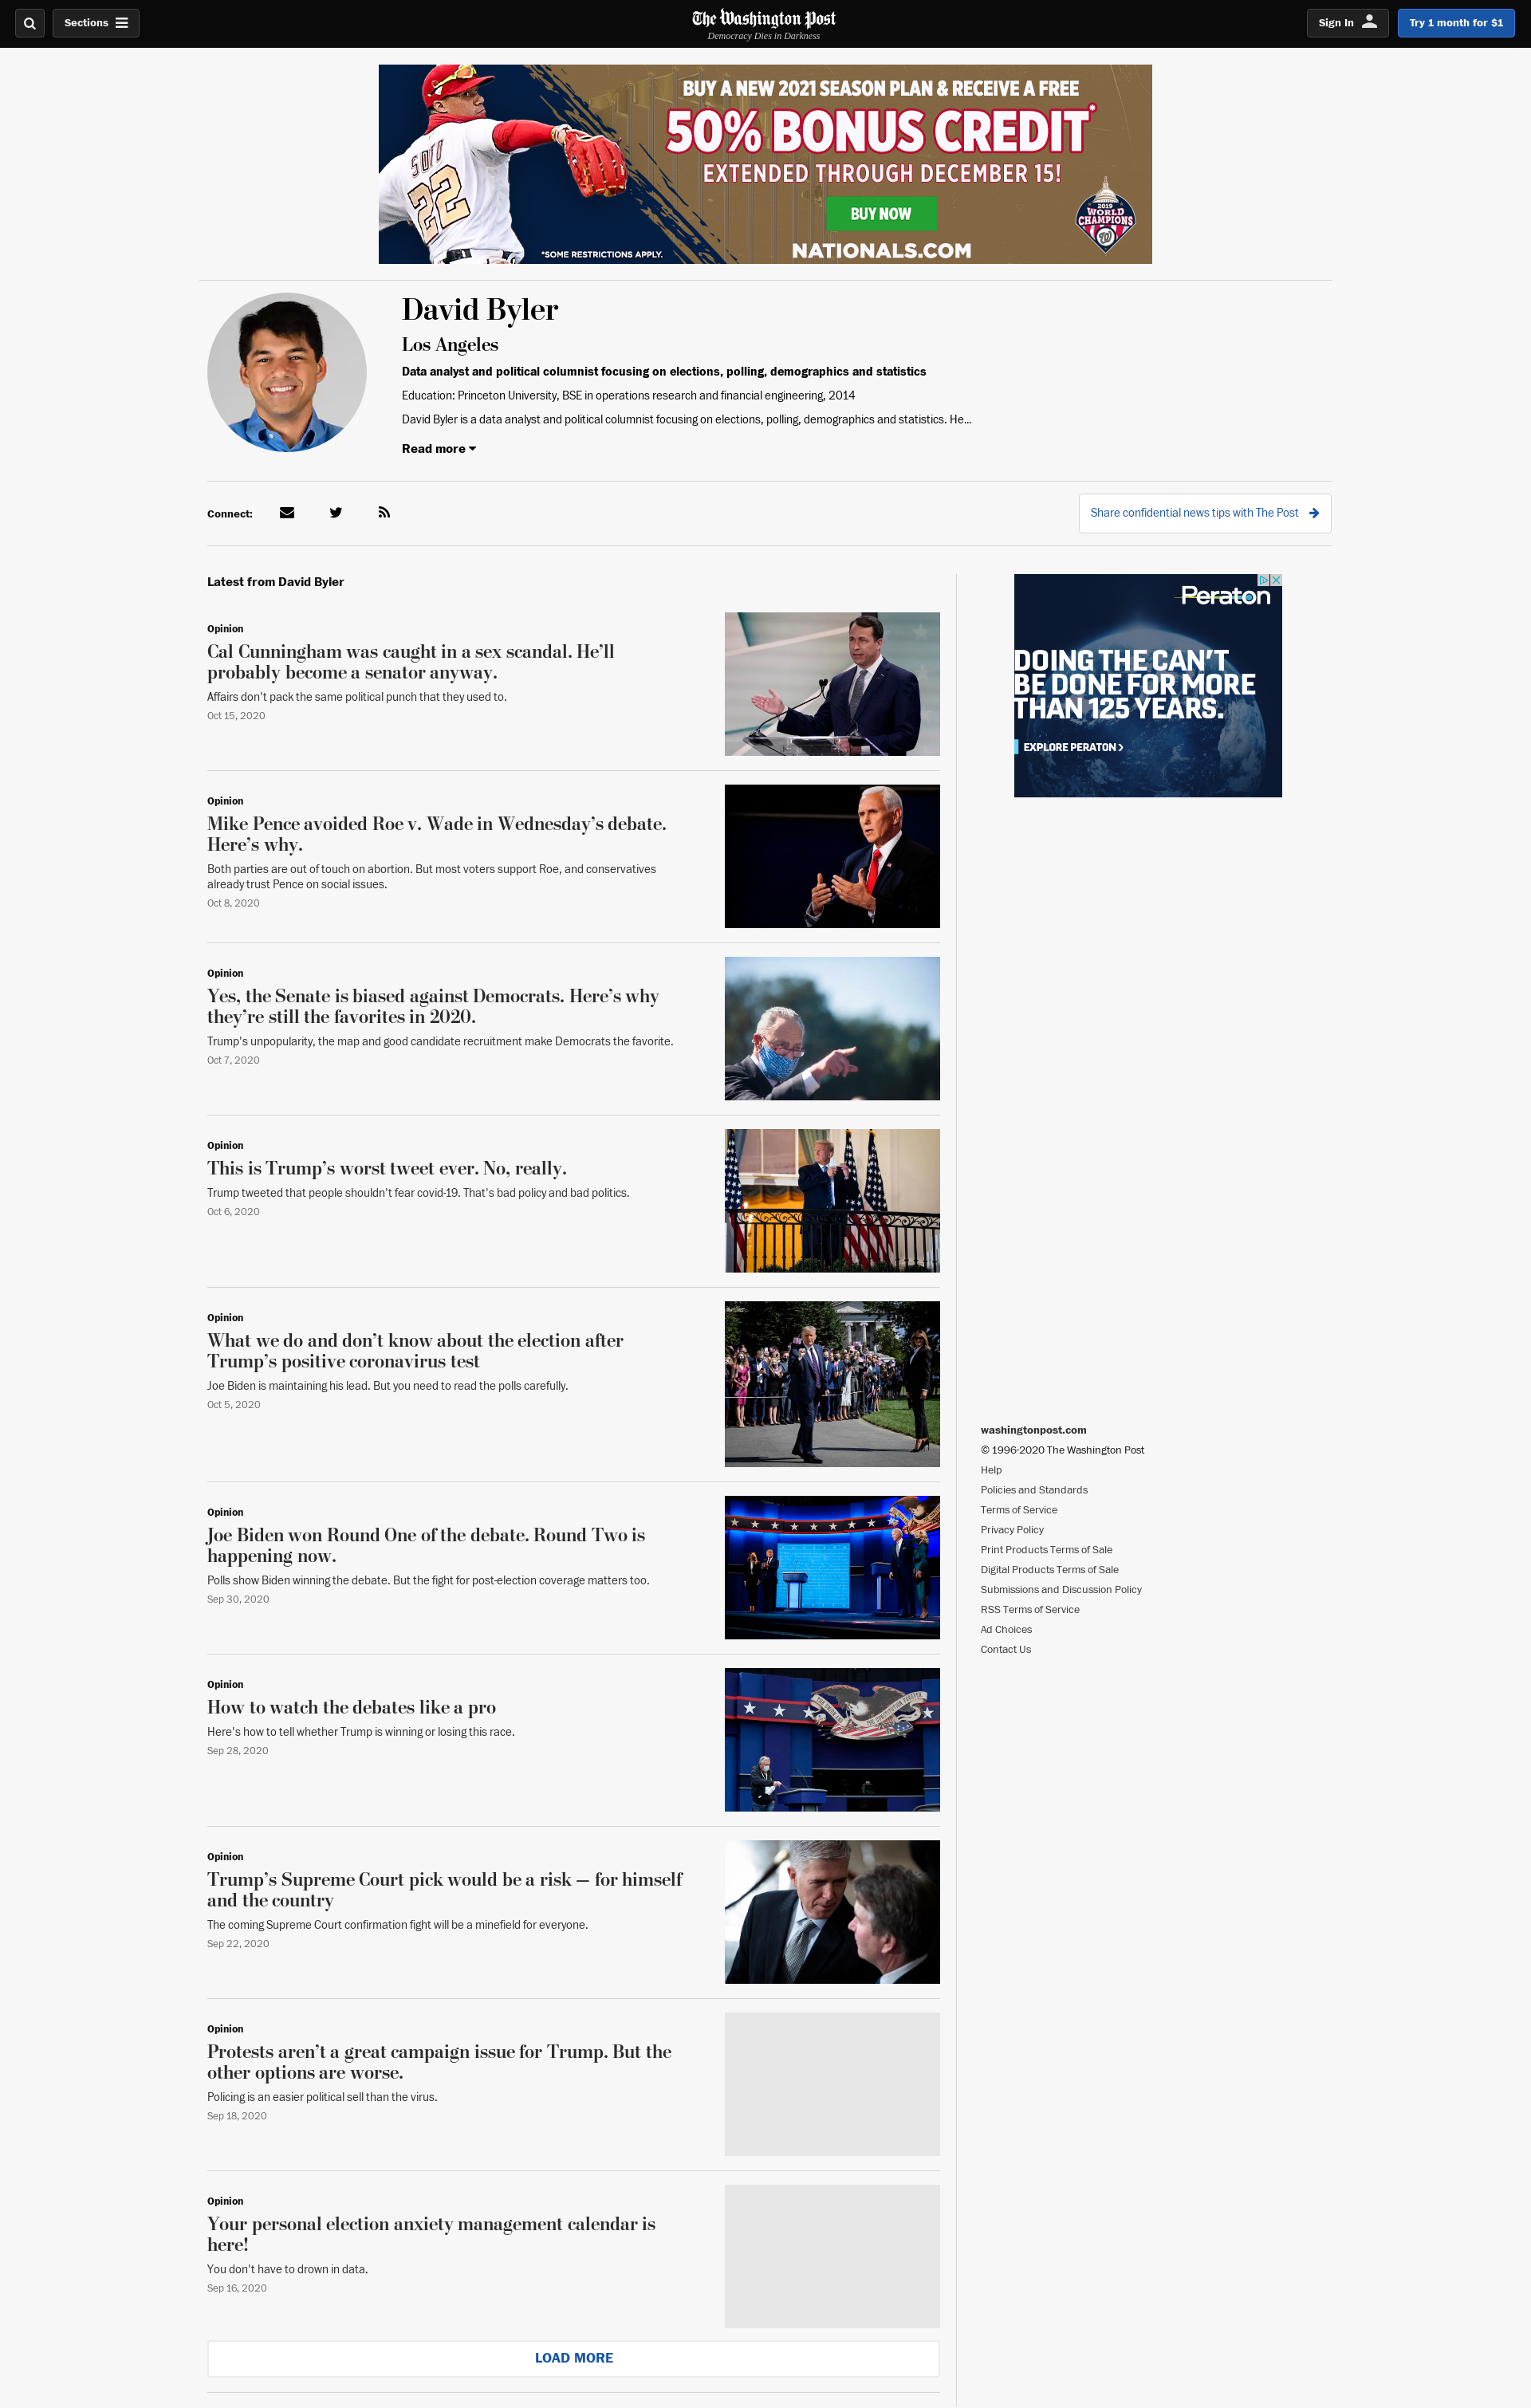 Sections
The Washington Post
Democracy Dies in Darkness
Sign In
Try 1 month for $1
BUY A NEW 2021 SEASON PLAN & RECEIVE A FREE
50% BONUS CREDIT*
EXTENDED THROUGH DECEMBER 15!
BUY NOW
*SOME RESTRICTIONS APPLY.
NATIONALS.COM
SOTO
22
2019
WORLD
CHAMPIONS
W
David Byler
Los Angeles
Data analyst and political columnist focusing on elections, polling, demographics and statistics
Education: Princeton University, BSE in operations research and financial engineering, 2014
David Byler is a data analyst and political columnist focusing on elections, polling, demographics and statistics. He...
Read more
Connect:
Share confidential news tips with The Post
Latest from David Byler
Opinion
Cal Cunningham was caught in a sex scandal. He’ll
probably become a senator anyway.
Affairs don't pack the same political punch that they used to.
Oct 15, 2020
Opinion
Mike Pence avoided Roe v. Wade in Wednesday’s debate.
Here’s why.
Both parties are out of touch on abortion. But most voters support Roe, and conservatives
already trust Pence on social issues.
Oct 8, 2020
Opinion
Yes, the Senate is biased against Democrats. Here’s why
they’re still the favorites in 2020.
Trump's unpopularity, the map and good candidate recruitment make Democrats the favorite.
Oct 7, 2020
Opinion
This is Trump’s worst tweet ever. No, really.
Trump tweeted that people shouldn't fear covid-19. That's bad policy and bad politics.
Oct 6, 2020
Opinion
What we do and don’t know about the election after
Trump’s positive coronavirus test
Joe Biden is maintaining his lead. But you need to read the polls carefully.
Oct 5, 2020
Opinion
Joe Biden won Round One of the debate. Round Two is
happening now.
Polls show Biden winning the debate. But the fight for post-election coverage matters too.
Sep 30, 2020
Opinion
How to watch the debates like a pro
Here's how to tell whether Trump is winning or losing this race.
Sep 28, 2020
Opinion
Trump’s Supreme Court pick would be a risk — for himself
and the country
The coming Supreme Court confirmation fight will be a minefield for everyone.
Sep 22, 2020
Opinion
Protests aren’t a great campaign issue for Trump. But the
other options are worse.
Policing is an easier political sell than the virus.
Sep 18, 2020
Opinion
Your personal election anxiety management calendar is
here!
You don't have to drown in data.
Sep 16, 2020
LOAD MORE
Peraton
DOING THE CAN'T
BE DONE FOR MORE
THAN 125 YEARS.
EXPLORE PERATON >
washingtonpost.com
© 1996-2020 The Washington Post
Help
Policies and Standards
Terms of Service
Privacy Policy
Print Products Terms of Sale
Digital Products Terms of Sale
Submissions and Discussion Policy
RSS Terms of Service
Ad Choices
Contact Us